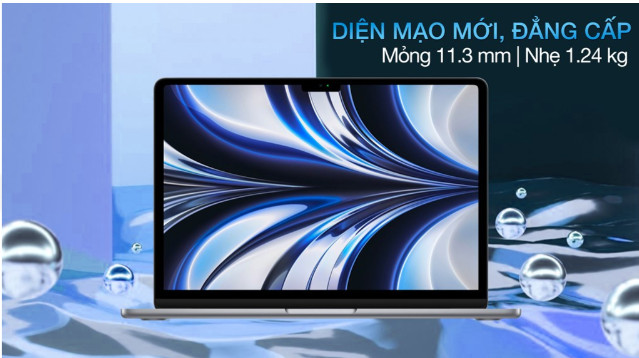 DIỆN MẠO MỚI, ĐẲNG CẤP
Mỏng 11.3 mm | Nhẹ 1.24 kg